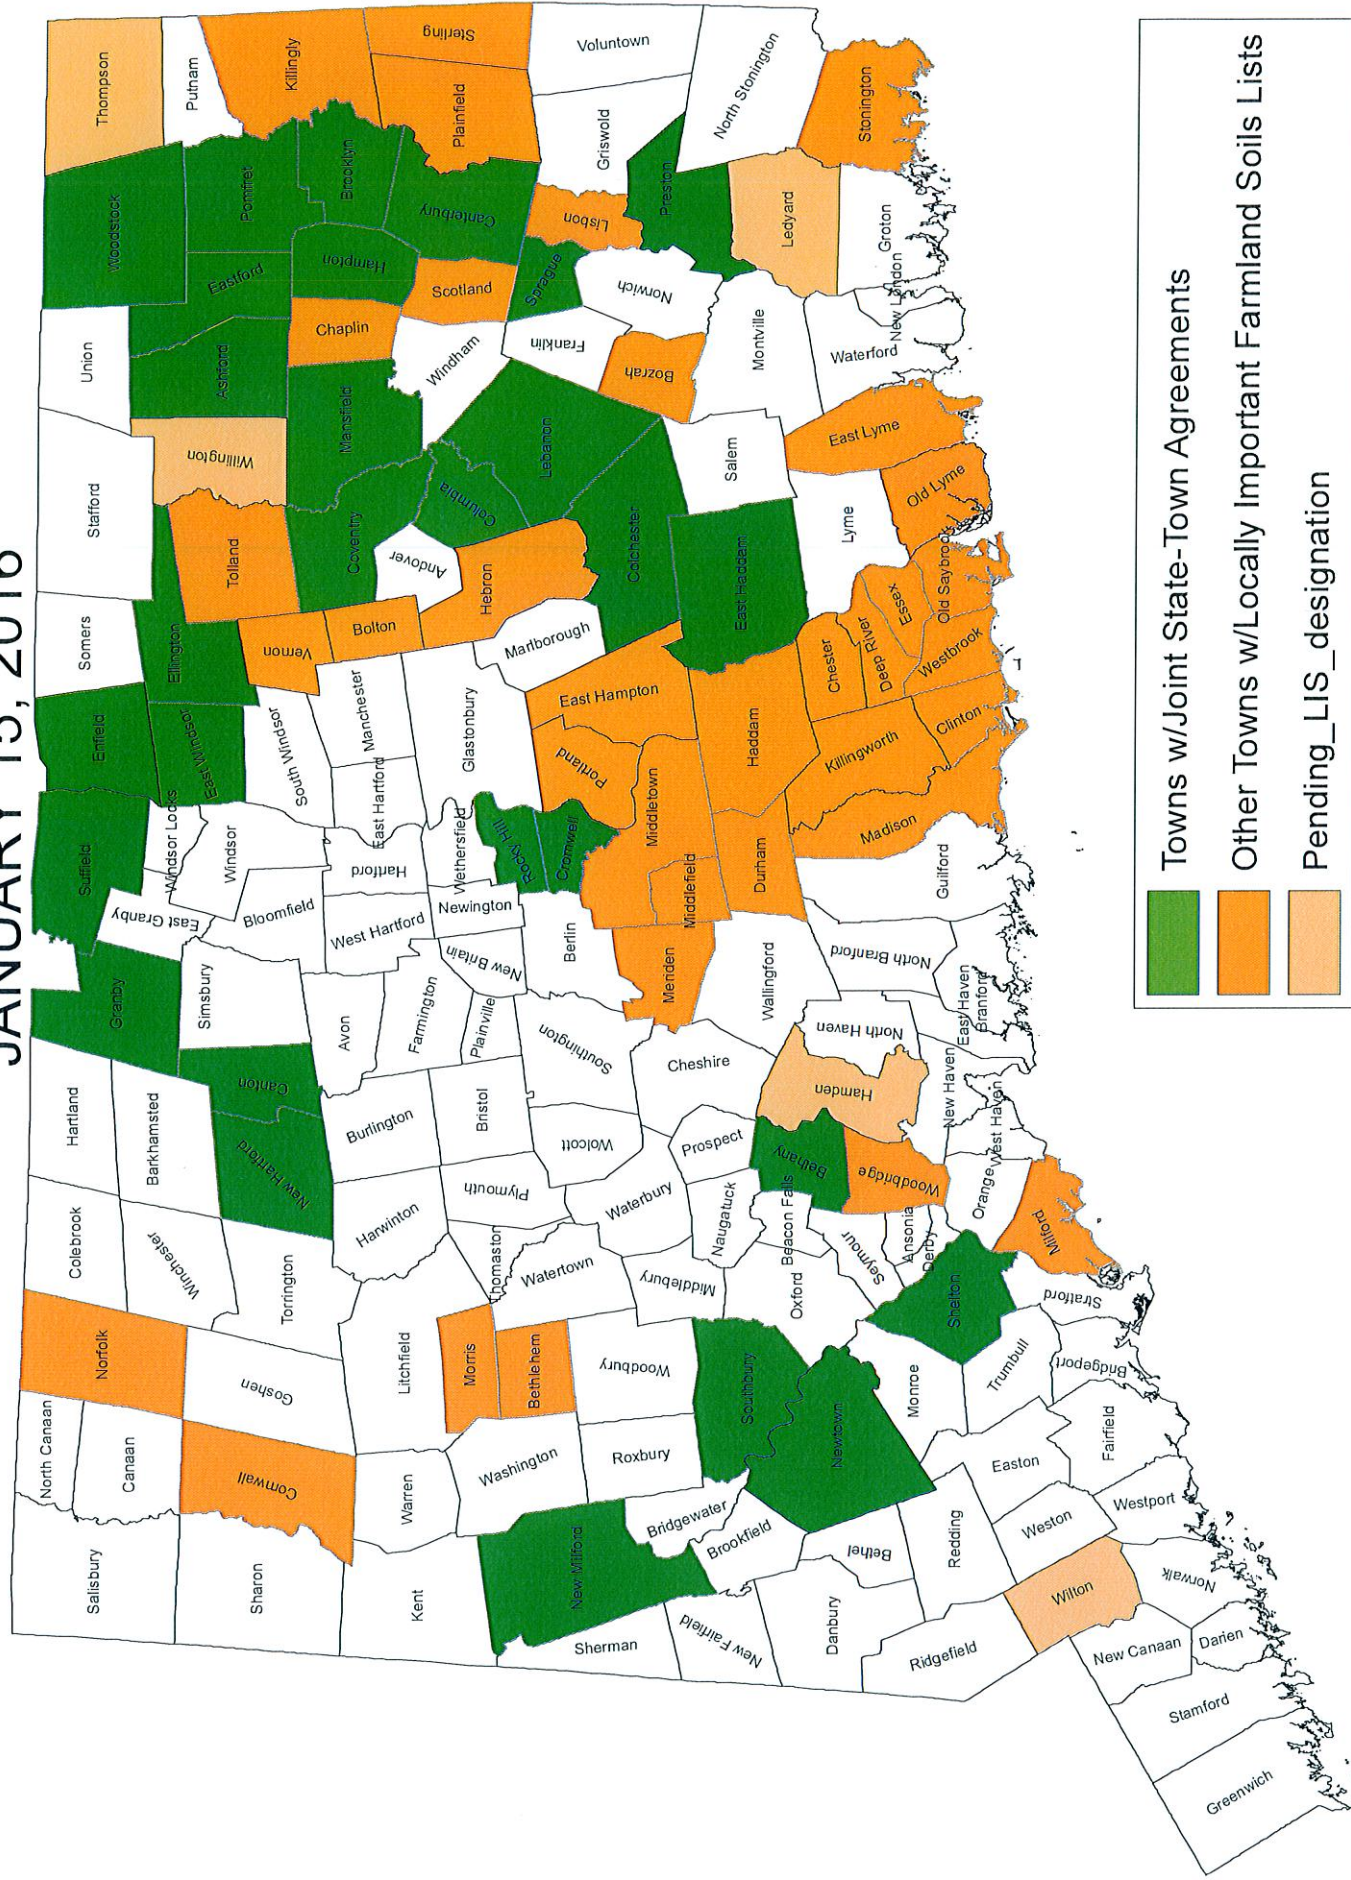 JANUARY 15, 2016
Salisbury
North Canaan
Canaan
Norfolk
Colebrook
Hartland
Granby
Suffield
Enfield
Somers
Stafford
Union
Woodstock
Thompson
Putnam
Barkhamsted
Winchester
East Granby
Windsor Locks
East Windsor
Ellington
Willington
Ashford
Eastford
Pomfret
Killingly
Sharon
Cornwall
Goshen
Torrington
New Hartford
Canton
Simsbury
Bloomfield
Windsor
South Windsor
Vernon
Tolland
Mansfield
Chaplin
Hampton
Brooklyn
Sterling
Kent
Warren
Litchfield
Harwinton
Burlington
Avon
Farmington
West Hartford
Hartford
East Hartford
Manchester
Bolton
Coventry
Andover
Columbia
Windham
Scotland
Canterbury
Plainfield
New Milford
Washington
Morris
Bethlehem
Thomaston
Watertown
Plymouth
Bristol
Plainville
New Britain
Newington
Wethersfield
Rocky Hill
Glastonbury
Marlborough
Hebron
Lebanon
Franklin
Sprague
Lisbon
Griswold
Voluntown
Sherman
Roxbury
Woodbury
Wolcott
Southington
Berlin
Cromwell
Portland
East Hampton
Colchester
Bozrah
Norwich
Preston
North Stonington
New Fairfield
Bridgewater
Brookfield
Southbury
Middlebury
Waterbury
Naugatuck
Prospect
Cheshire
Meriden
Middlefield
Middletown
Haddam
East Haddam
Salem
Montville
Ledyard
Stonington
Danbury
Bethel
Newtown
Oxford
Beacon Falls
Bethany
Hamden
Wallingford
Durham
Killingworth
Chester
Deep River
Essex
Lyme
East Lyme
Waterford
New London
Groton
Ridgefield
Redding
Monroe
Seymour
Ansonia
Derby
Woodbridge
North Haven
North Branford
Guilford
Madison
Clinton
Westbrook
Old Saybrook
Old Lyme
Shelton
Orange
West Haven
New Haven
East Haven
Branford
Milford
Stratford
Trumbull
Bridgeport
Easton
Fairfield
Weston
Westport
Wilton
Norwalk
New Canaan
Darien
Stamford
Greenwich
Towns w/Joint State-Town Agreements
Other Towns w/Locally Important Farmland Soils Lists
Pending_LIS_designation